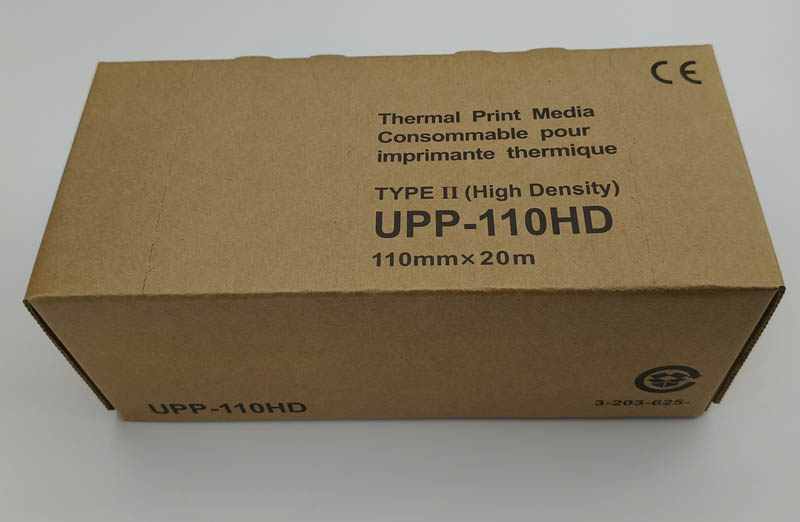 CE
Thermal Print Media
Consommable pour
imprimante thermique
TYPE II (High Density)
UPP-110HD
110mm×20m
UPP-110HD
3-203-625-